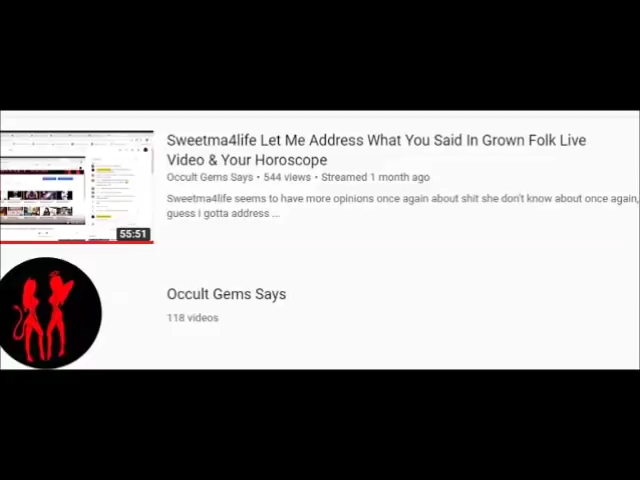 Sweetma4life Let Me Address What You Said In Grown Folk Live
Video & Your Horoscope
Occult Gems Says • 544 views • Streamed 1 month ago
Sweetma4life seems to have more opinions once again about shit she don't know about once again,
guess I gotta address ...
55:51
Occult Gems Says
118 videos